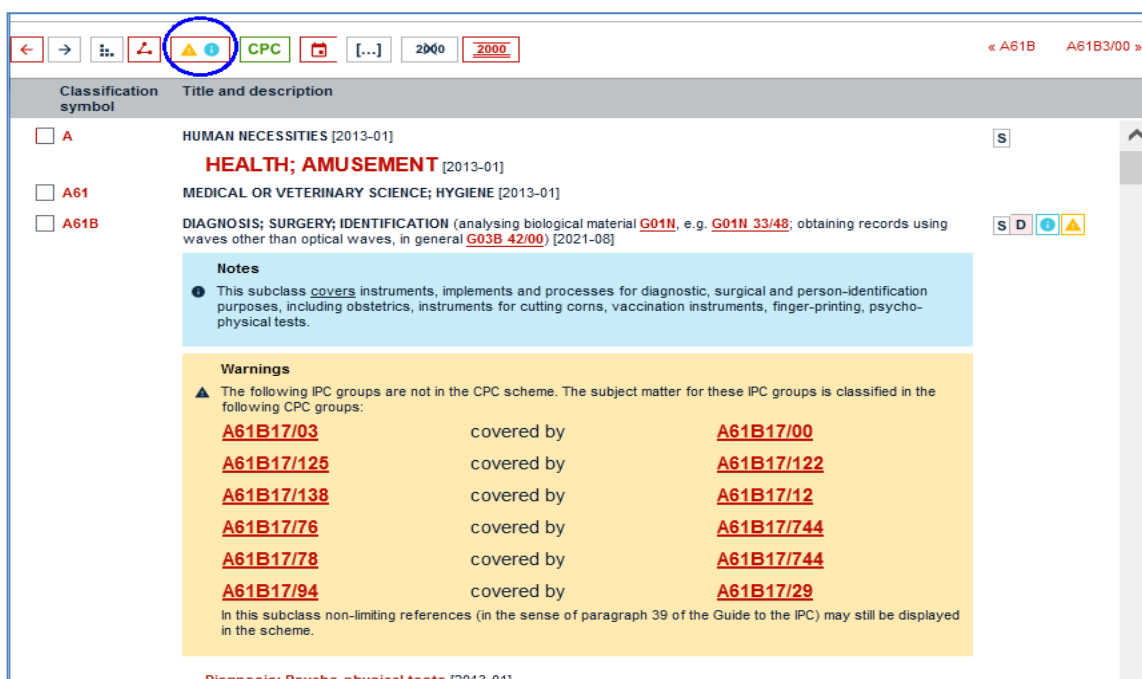 CPC [...] 2000 2000 « A61B A61B3/00 »
Classification symbol Title and description
A HUMAN NECESSITIES [2013-01] S
HEALTH; AMUSEMENT [2013-01]
A61 MEDICAL OR VETERINARY SCIENCE; HYGIENE [2013-01]
A61B DIAGNOSIS; SURGERY; IDENTIFICATION (analysing biological material G01N, e.g. G01N 33/48; obtaining records using S D
waves other than optical waves, in general G03B 42/00) [2021-08]
Notes
This subclass covers instruments, implements and processes for diagnostic, surgical and person-identification
purposes, including obstetrics, instruments for cutting corns, vaccination instruments, finger-printing, psycho-
physical tests.
Warnings
The following IPC groups are not in the CPC scheme. The subject matter for these IPC groups is classified in the
following CPC groups:
A61B17/03 covered by A61B17/00
A61B17/125 covered by A61B17/122
A61B17/138 covered by A61B17/12
A61B17/76 covered by A61B17/744
A61B17/78 covered by A61B17/744
A61B17/94 covered by A61B17/29
In this subclass non-limiting references (in the sense of paragraph 39 of the Guide to the IPC) may still be displayed
in the scheme.
Diagnosis; Psycho-physical tests [2013-01]